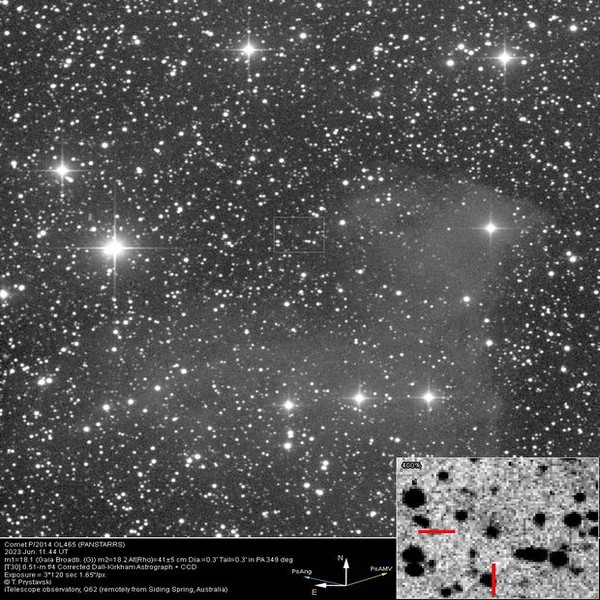 400%
Comet P/2014 OL465 (PANSTARRS)
2023 Jun. 11.44 UT
m1=18.1 (Gaia Broadb. (G)) m2=18.2 Af(Rho)=41±5 cm Dia.=0.3' Tail=0.3' in PA 349 deg
[T30] 0.51-m f/4 Corrected Dall-Kirkham Astrograph + CCD
Exposure = 3*120 sec 1.65"/px
© T. Prystavski
iTelescope observatory, Q62 (remotely from Siding Spring, Australia)
N
PsAng
PsAMV
E